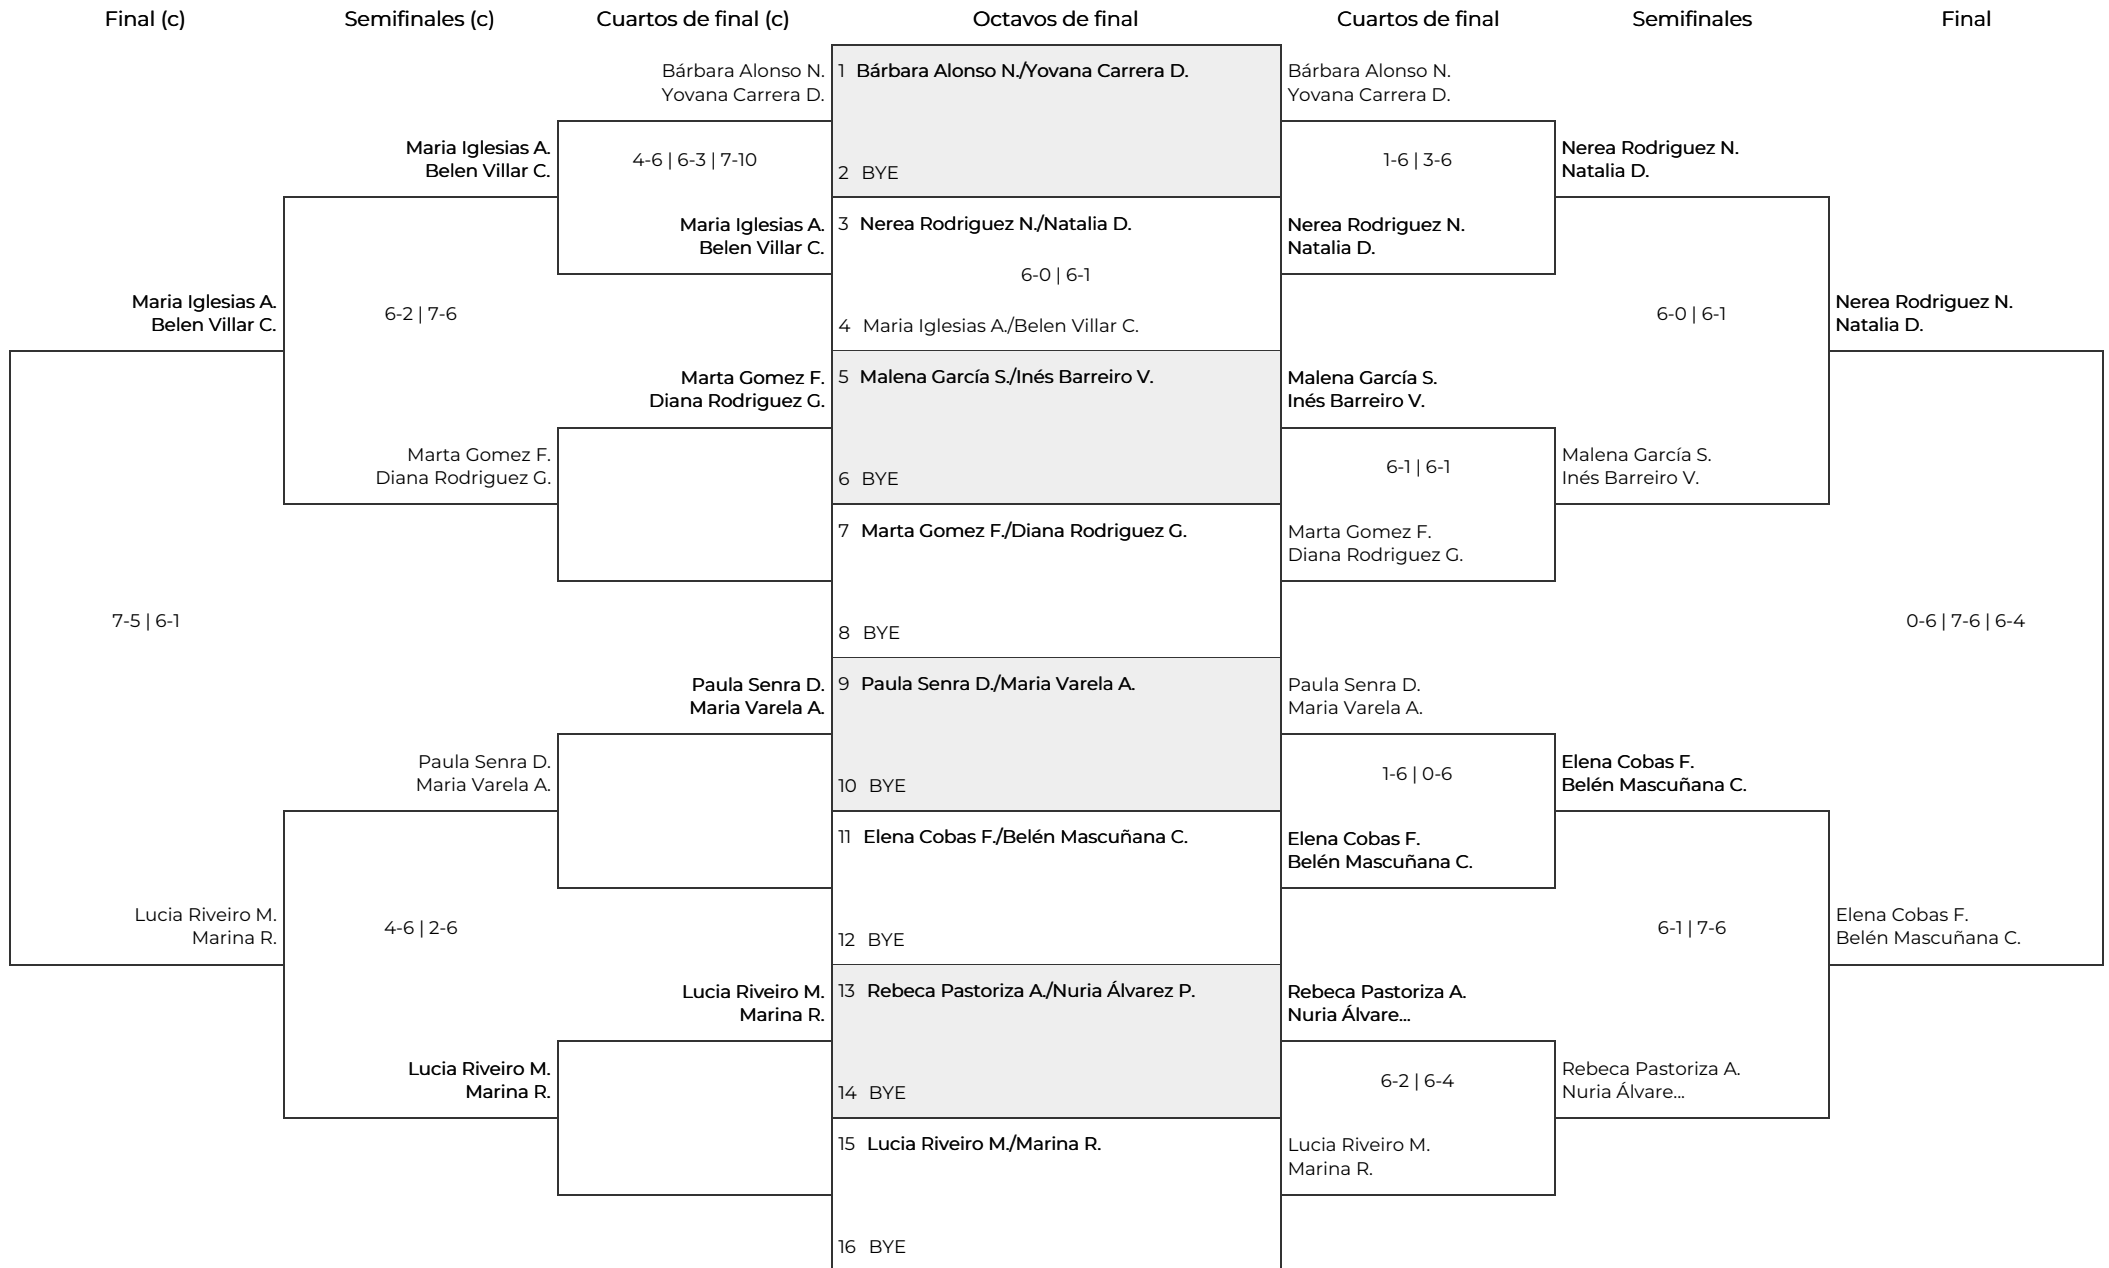 Final (c)
Semifinales (c)
Cuartos de final (c)
Octavos de final
Cuartos de final
Semifinales
Final
Maria Iglesias A.
Belen Villar C.
7-5 | 6-1
Lucia Riveiro M.
Marina R.
Maria Iglesias A.
Belen Villar C.
6-2 | 7-6
Marta Gomez F.
Diana Rodriguez G.
Paula Senra D.
Maria Varela A.
4-6 | 2-6
Lucia Riveiro M.
Marina R.
Bárbara Alonso N.
Yovana Carrera D.
4-6 | 6-3 | 7-10
Maria Iglesias A.
Belen Villar C.
Marta Gomez F.
Diana Rodriguez G.
Paula Senra D.
Maria Varela A.
Lucia Riveiro M.
Marina R.
1 Bárbara Alonso N./Yovana Carrera D.
2 BYE
3 Nerea Rodriguez N./Natalia D.
6-0 | 6-1
4 Maria Iglesias A./Belen Villar C.
5 Malena García S./Inés Barreiro V.
6 BYE
7 Marta Gomez F./Diana Rodriguez G.
8 BYE
9 Paula Senra D./Maria Varela A.
10 BYE
11 Elena Cobas F./Belén Mascuñana C.
12 BYE
13 Rebeca Pastoriza A./Nuria Álvarez P.
14 BYE
15 Lucia Riveiro M./Marina R.
16 BYE
Bárbara Alonso N.
Yovana Carrera D.
1-6 | 3-6
Nerea Rodriguez N.
Natalia D.
Malena García S.
Inés Barreiro V.
6-1 | 6-1
Marta Gomez F.
Diana Rodriguez G.
Paula Senra D.
Maria Varela A.
1-6 | 0-6
Elena Cobas F.
Belén Mascuñana C.
Rebeca Pastoriza A.
Nuria Álvare...
6-2 | 6-4
Lucia Riveiro M.
Marina R.
Nerea Rodriguez N.
Natalia D.
6-0 | 6-1
Malena García S.
Inés Barreiro V.
Elena Cobas F.
Belén Mascuñana C.
6-1 | 7-6
Rebeca Pastoriza A.
Nuria Álvare...
Nerea Rodriguez N.
Natalia D.
0-6 | 7-6 | 6-4
Elena Cobas F.
Belén Mascuñana C.